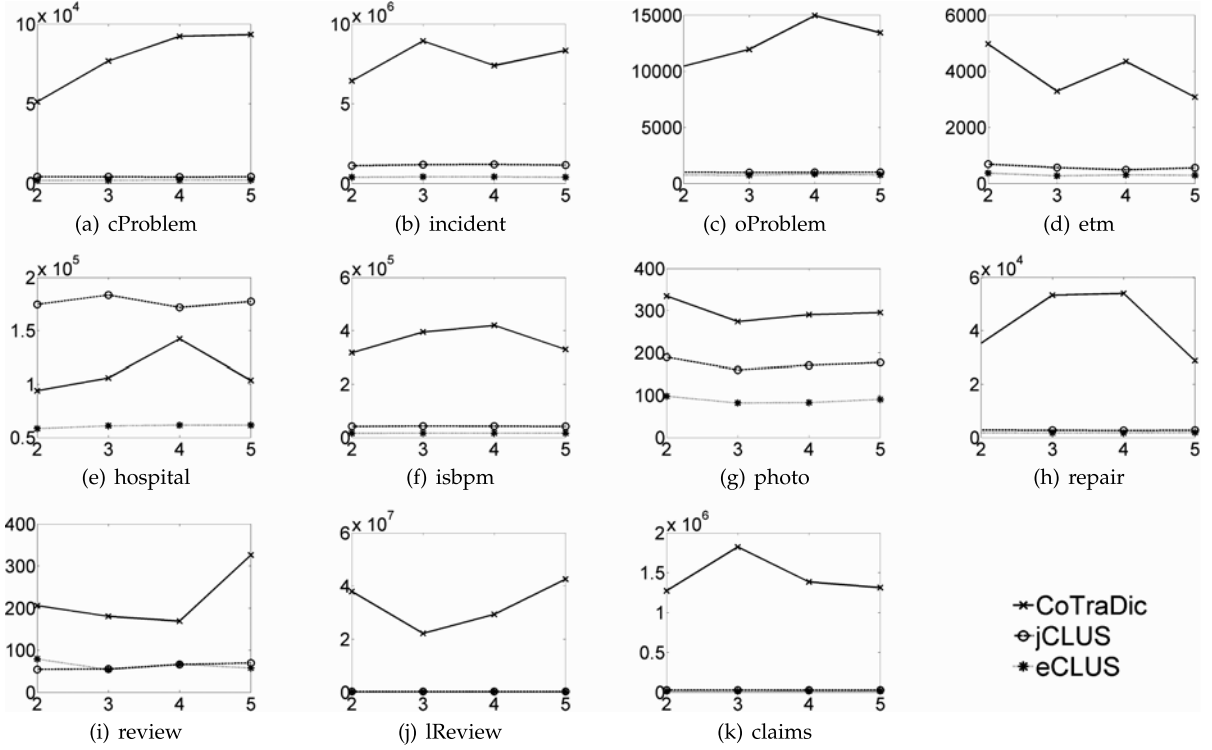 x 10^4
10
5
0
2 3 4 5
(a) cProblem
x 10^6
10
5
0
2 3 4 5
(b) incident
15000
10000
5000
0
2 3 4 5
(c) oProblem
6000
4000
2000
0
2 3 4 5
(d) etm
x 10^5
2
1.5
1
0.5
2 3 4 5
(e) hospital
x 10^5
6
4
2
0
2 3 4 5
(f) isbpm
400
300
200
100
0
2 3 4 5
(g) photo
x 10^4
6
4
2
0
2 3 4 5
(h) repair
400
300
200
100
0
2 3 4 5
(i) review
x 10^7
6
4
2
0
2 3 4 5
(j) lReview
x 10^6
2
1.5
1
0.5
0
2 3 4 5
(k) claims
CoTraDic
jCLUS
eCLUS